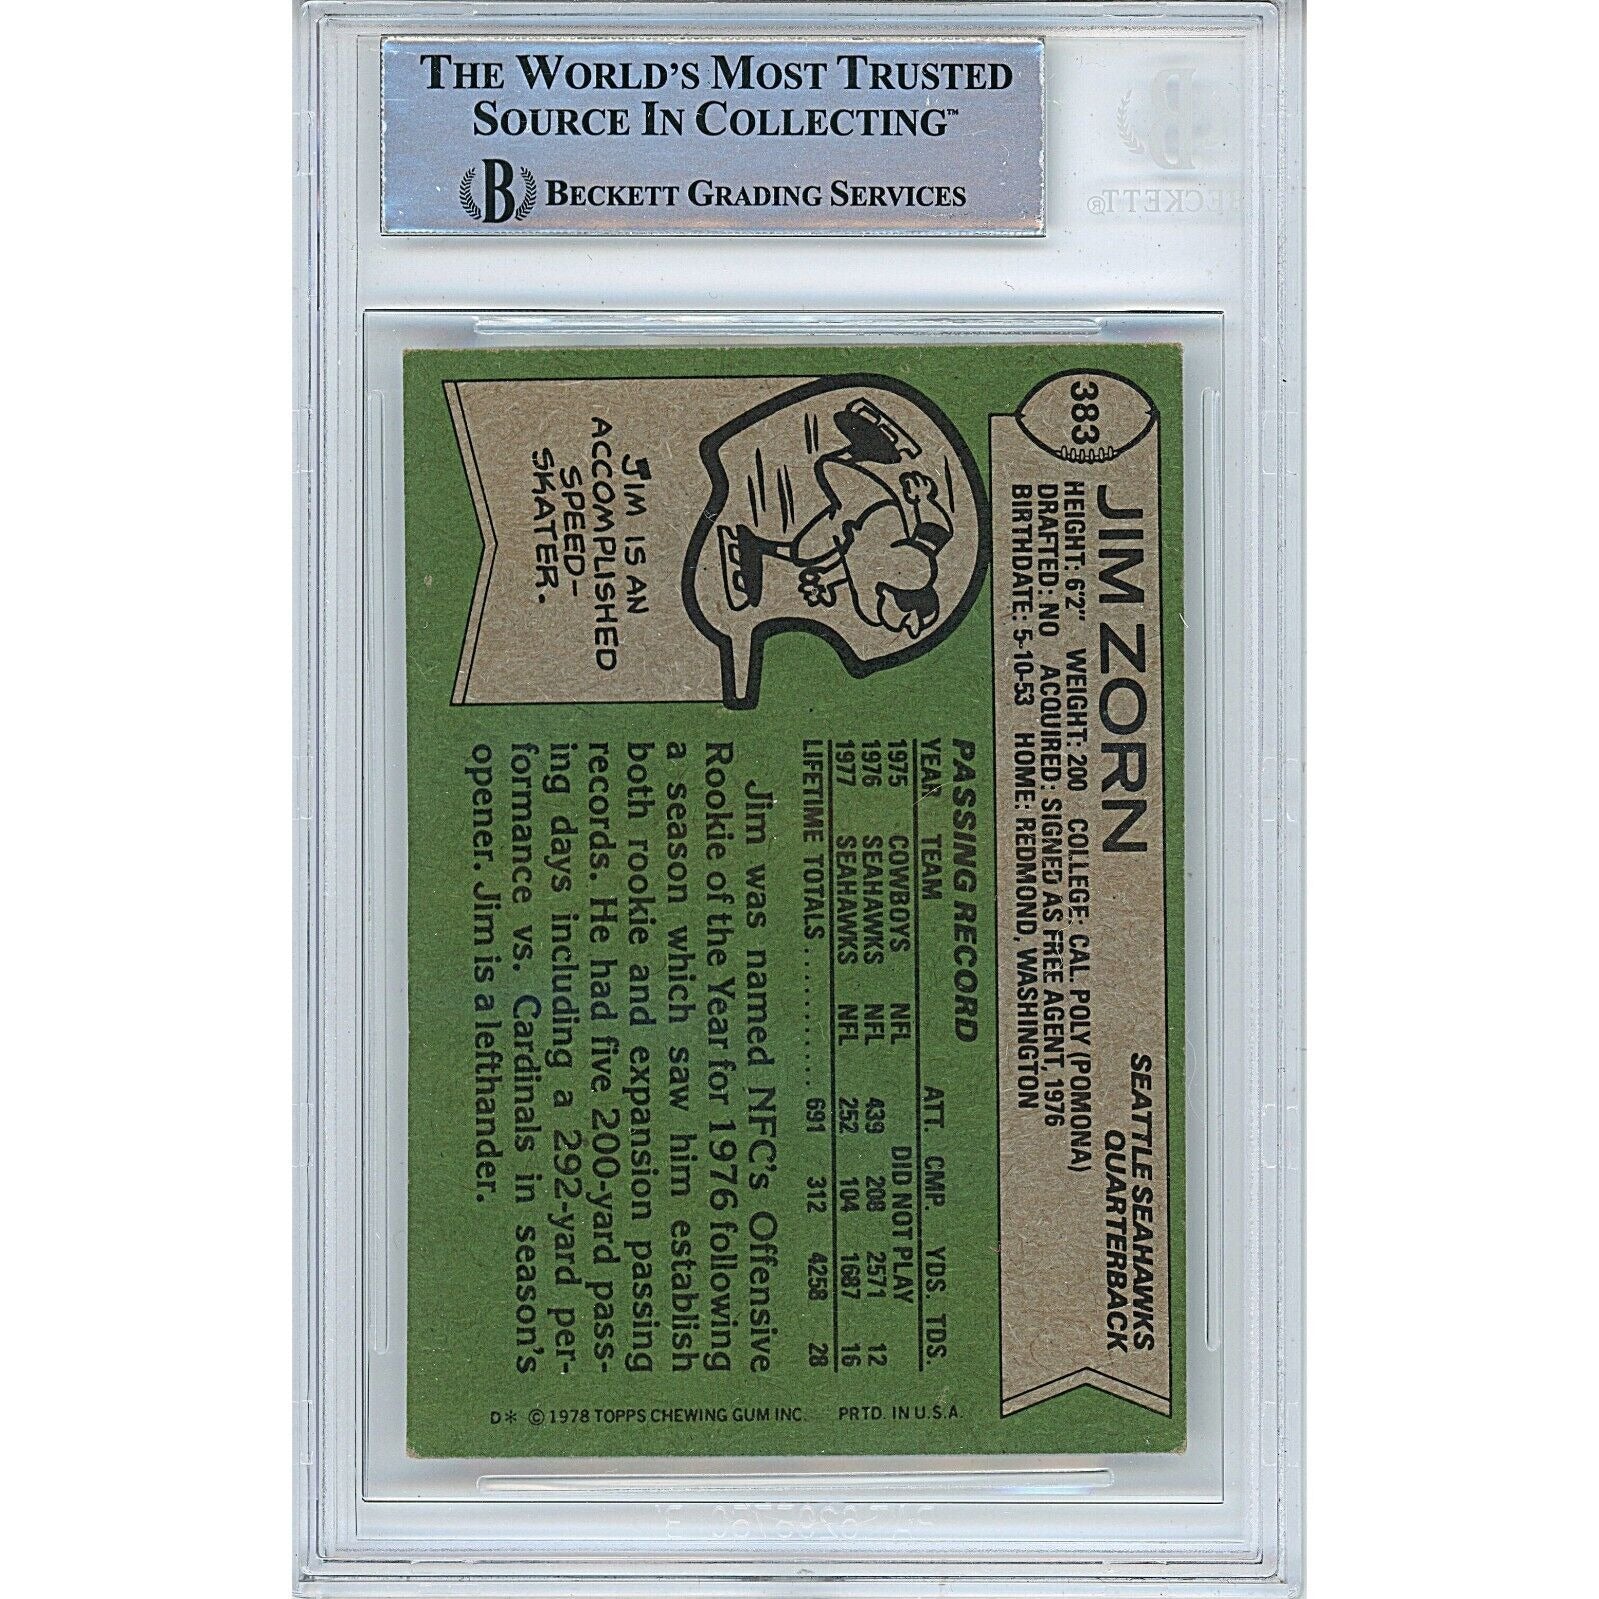 THE WORLD'S MOST TRUSTED
SOURCE IN COLLECTING™
B BECKETT GRADING SERVICES
B
BECKETT®
383
JIM ZORN
SEATTLE SEAHAWKS
QUARTERBACK
HEIGHT: 6'2" WEIGHT: 200 COLLEGE: CAL. POLY (POMONA)
DRAFTED: NO ACQUIRED: SIGNED AS FREE AGENT, 1976
BIRTHDATE: 5-10-53 HOME: REDMOND, WASHINGTON
JIM IS AN
ACCOMPLISHED
SPEED-
SKATER.
PASSING RECORD
YEAR TEAM ATT. CMP. YDS. TDS.
1975 COWBOYS NFL DID NOT PLAY
1976 SEAHAWKS NFL 439 208 2571 12
1977 SEAHAWKS NFL 252 104 1687 16
LIFETIME TOTALS .............. 691 312 4258 28
Jim was named NFC's Offensive
Rookie of the Year for 1976 following
a season which saw him establish
both rookie and expansion passing
records. He had five 200-yard pass-
ing days including a 292-yard per-
formance vs. Cardinals in season's
opener. Jim is a lefthander.
D* © 1978 TOPPS CHEWING GUM INC. PRTD. IN U.S.A.